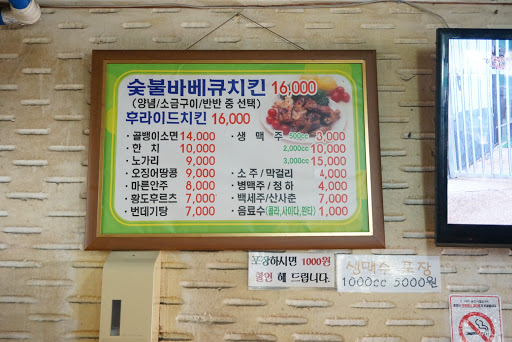 숯불바베큐치킨 16,000
(양념/소금구이/반반 중 선택)
후라이드치킨 16,000
· 골뱅이소면 14,000
· 한 치 10,000
· 노가리 9,000
· 오징어땅콩 9,000
· 마른안주 8,000
· 황도후르츠 7,000
· 번데기탕 7,000
· 생 맥 주 500cc 3,000
2,000cc 10,000
3,000cc 15,000
· 소 주 / 막걸리 4,000
· 병맥주 / 청 하 4,000
· 백세주/산사춘 7,000
· 음료수(콜라,사이다,환타) 1,000
포장하시면 1000원
할인 해 드립니다.
생맥주 포장
1000cc 5000원